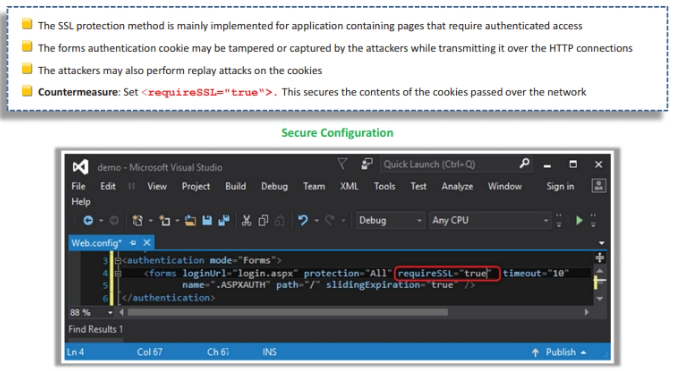 The SSL protection method is mainly implemented for application containing pages that require authenticated access
The forms authentication cookie may be tampered or captured by the attackers while transmitting it over the HTTP connections
The attackers may also perform replay attacks on the cookies
Countermeasure: Set <requireSSL="true">. This secures the contents of the cookies passed over the network
Secure Configuration
demo - Microsoft Visual Studio Quick Launch (Ctrl+Q)
File Edit View Project Build Debug Team XML Tools Test Analyze Window Sign in
Help
Debug Any CPU
Web.config*
3 <authentication mode="Forms">
4 <forms loginUrl="login.aspx" protection="All" requireSSL="true" timeout="10"
5 name=".ASPXAUTH" path="/" slidingExpiration="true" />
6 </authentication>
88 %
Find Results 1
Ln 4 Col 67 Ch 67 INS Publish